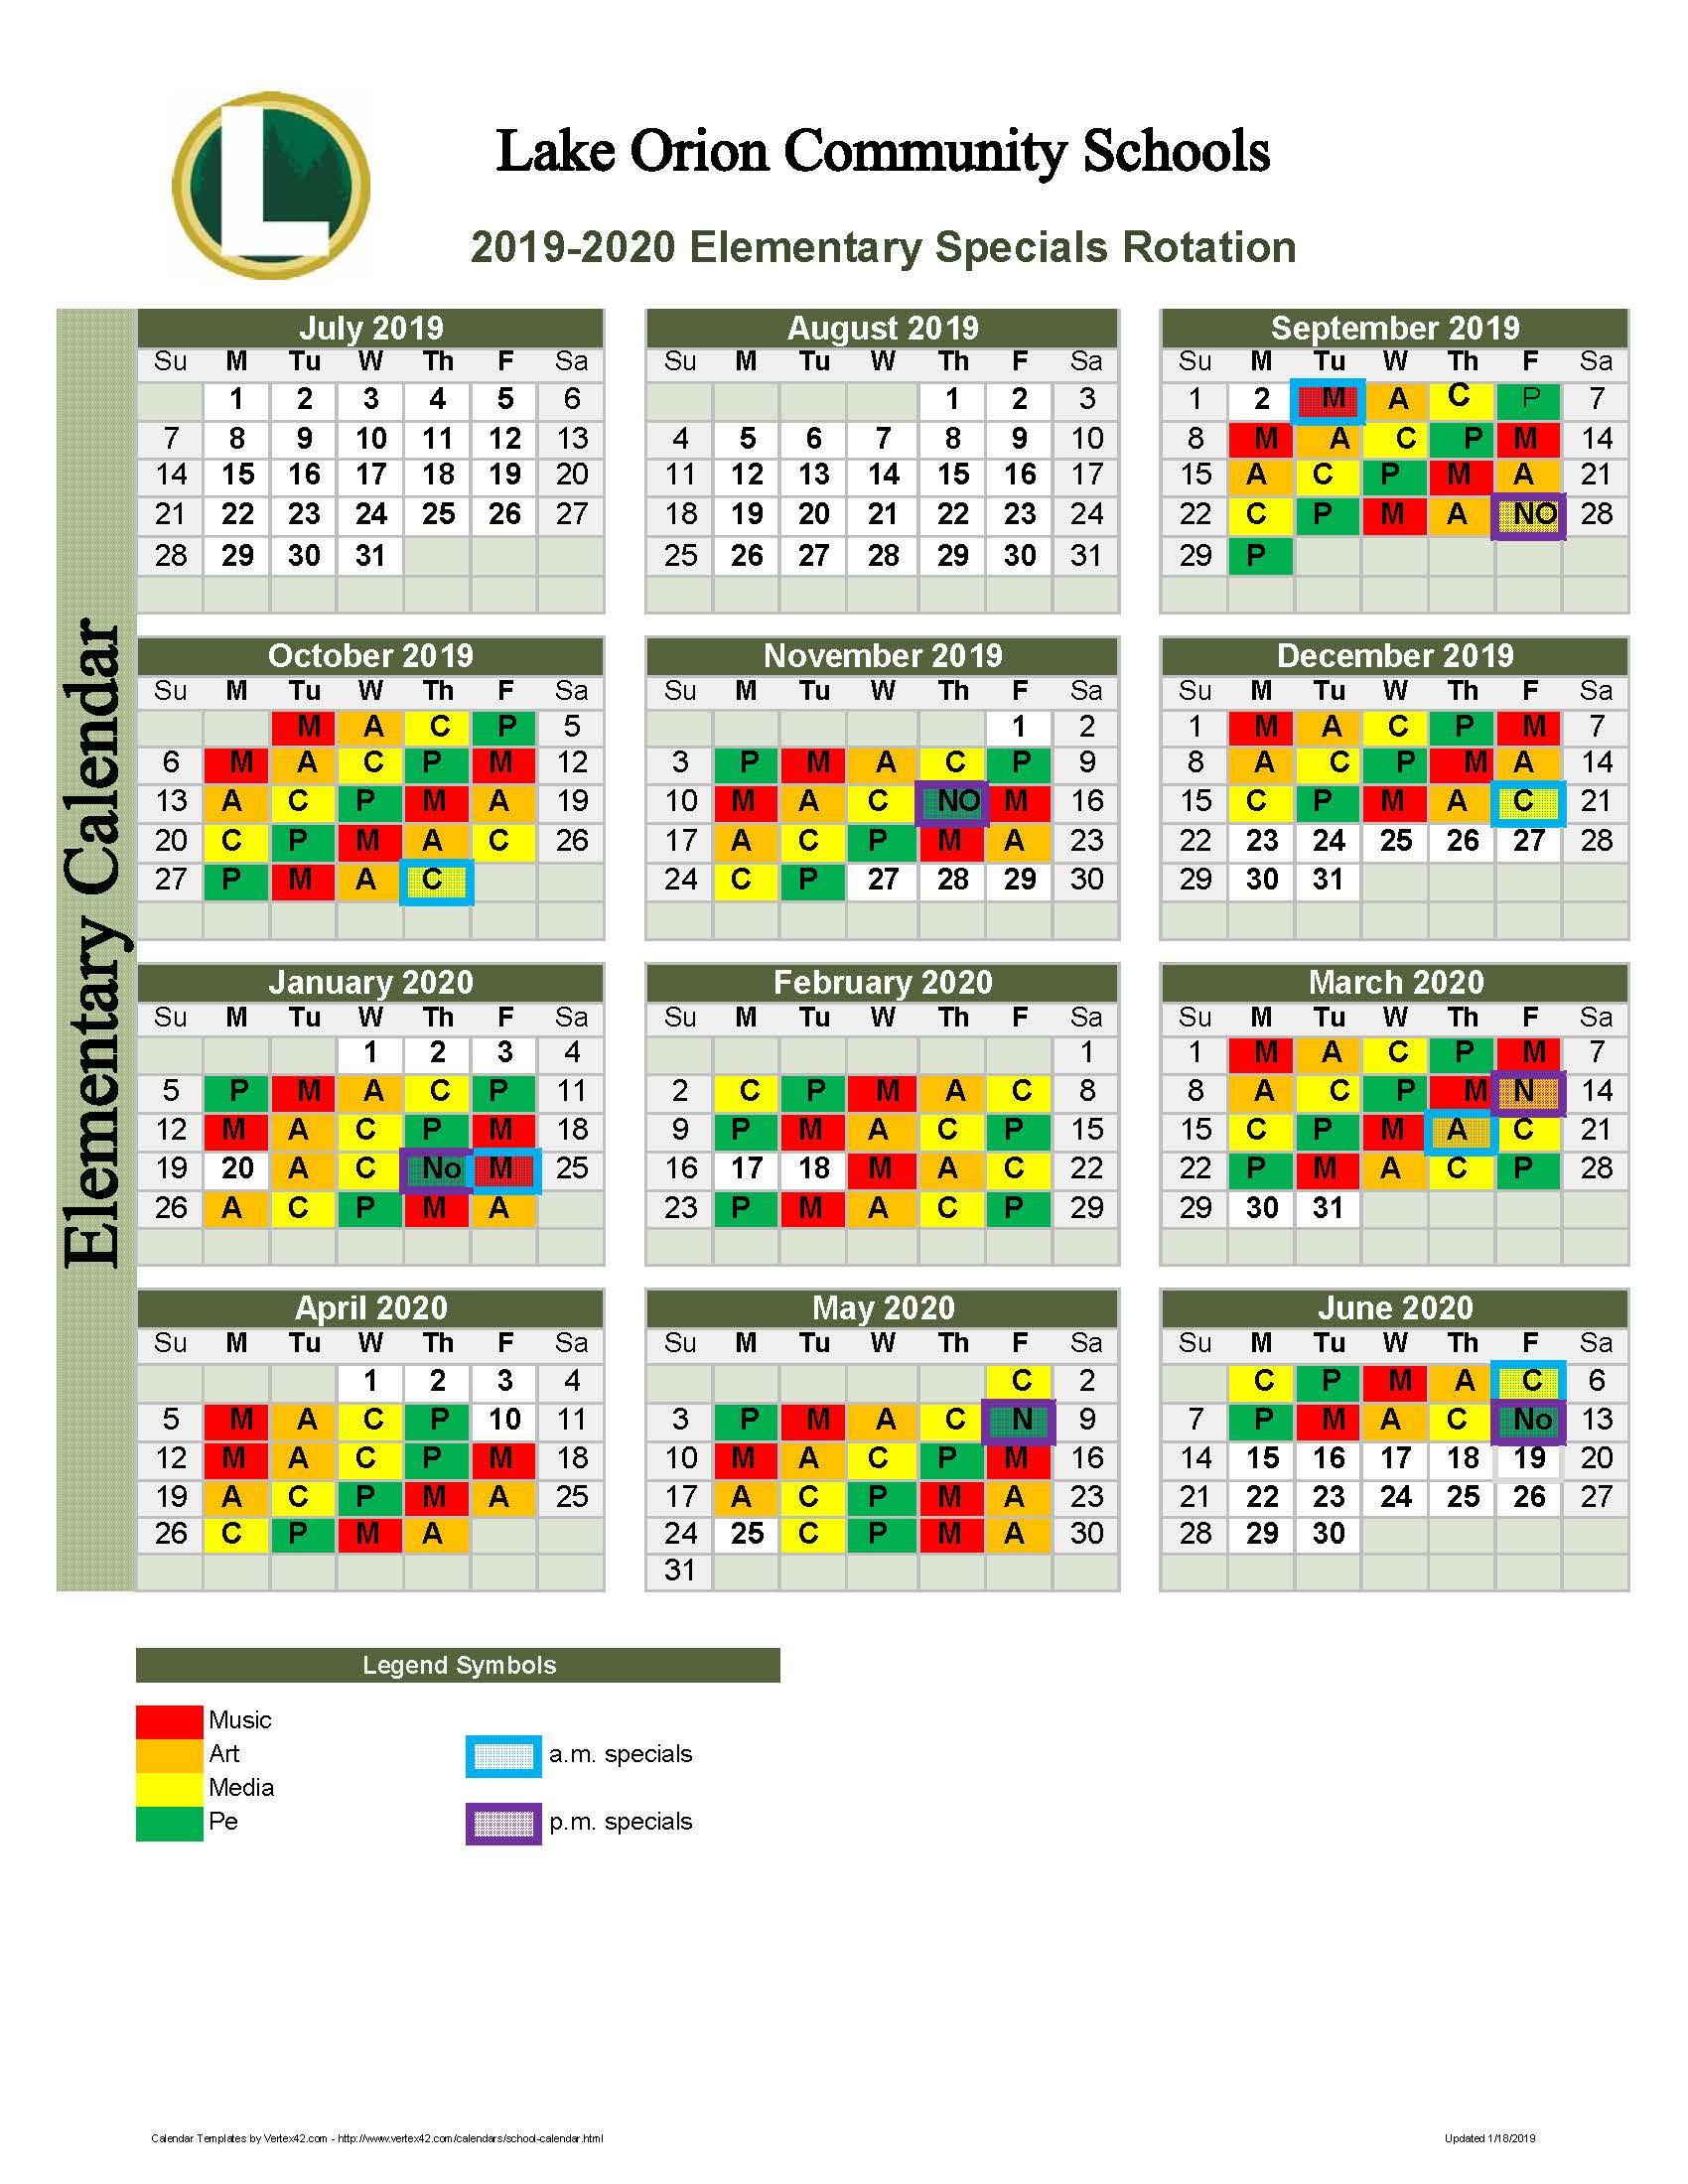 L
Lake Orion Community Schools
2019-2020 Elementary Specials Rotation
Elementary Calendar
July 2019
Su M Tu W Th F Sa
1 2 3 4 5 6
7 8 9 10 11 12 13
14 15 16 17 18 19 20
21 22 23 24 25 26 27
28 29 30 31
August 2019
Su M Tu W Th F Sa
1 2 3
4 5 6 7 8 9 10
11 12 13 14 15 16 17
18 19 20 21 22 23 24
25 26 27 28 29 30 31
September 2019
Su M Tu W Th F Sa
1 2 M A C P 7
8 M A C P M 14
15 A C P M A 21
22 C P M A NO 28
29 P
October 2019
Su M Tu W Th F Sa
M A C P 5
6 M A C P M 12
13 A C P M A 19
20 C P M A C 26
27 P M A C
November 2019
Su M Tu W Th F Sa
1 2
3 P M A C P 9
10 M A C NO M 16
17 A C P M A 23
24 C P 27 28 29 30
December 2019
Su M Tu W Th F Sa
1 M A C P M 7
8 A C P M A 14
15 C P M A C 21
22 23 24 25 26 27 28
29 30 31
January 2020
Su M Tu W Th F Sa
1 2 3 4
5 P M A C P 11
12 M A C P M 18
19 20 A C No M 25
26 A C P M A
February 2020
Su M Tu W Th F Sa
1
2 C P M A C 8
9 P M A C P 15
16 17 18 M A C 22
23 P M A C P 29
March 2020
Su M Tu W Th F Sa
1 M A C P M 7
8 A C P M N 14
15 C P M A C 21
22 P M A C P 28
29 30 31
April 2020
Su M Tu W Th F Sa
1 2 3 4
5 M A C P 10 11
12 M A C P M 18
19 A C P M A 25
26 C P M A
May 2020
Su M Tu W Th F Sa
C 2
3 P M A C N 9
10 M A C P M 16
17 A C P M A 23
24 25 C P M A 30
31
June 2020
Su M Tu W Th F Sa
C P M A C 6
7 P M A C No 13
14 15 16 17 18 19 20
21 22 23 24 25 26 27
28 29 30
Legend Symbols
Music
Art
Media
Pe
a.m. specials
p.m. specials
Calendar Templates by Vertex42.com - http://www.vertex42.com/calendars/school-calendar.html
Updated 1/18/2019